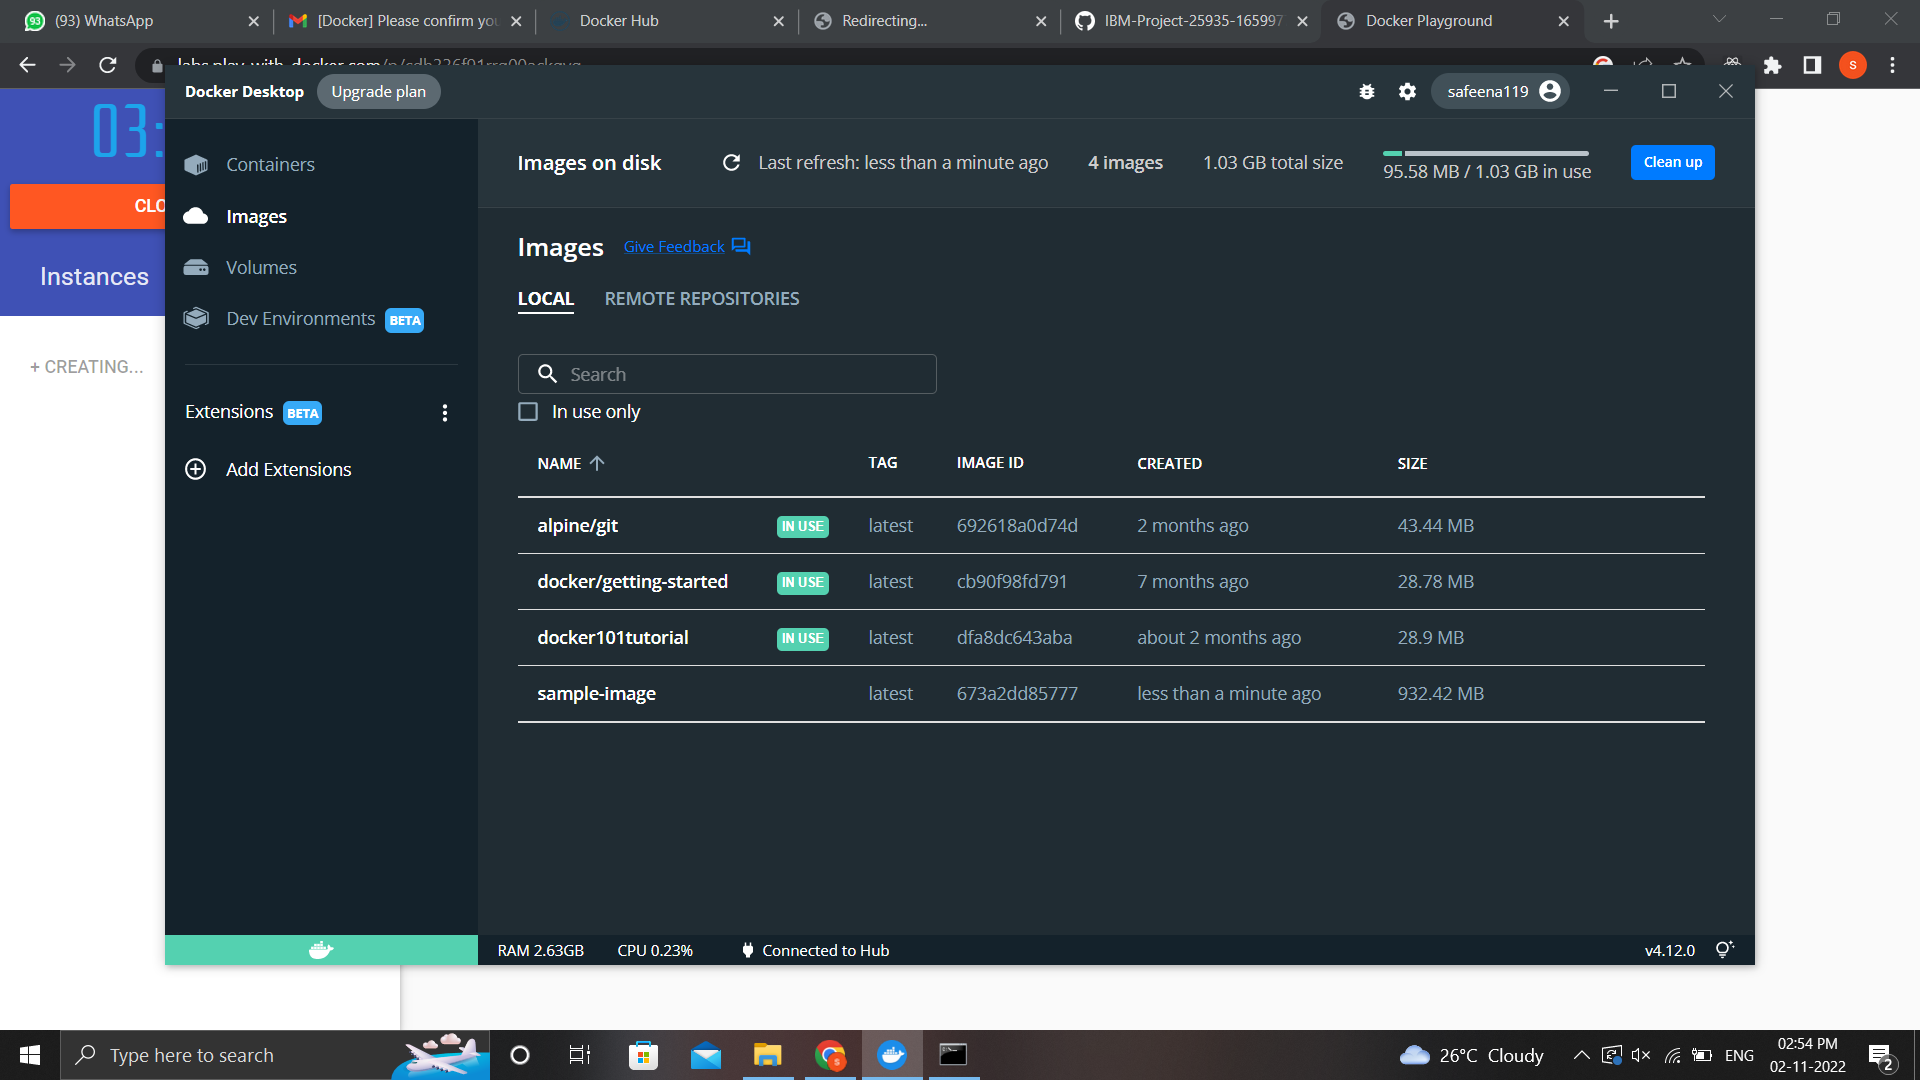 (93) WhatsApp
[Docker] Please confirm you
Docker Hub
Redirecting...
IBM-Project-25935-165997
Docker Playground
S
03:
CLO
Instances
+ CREATING...
Docker Desktop
Upgrade plan
safeena119
Containers
Images
Volumes
Dev Environments BETA
Extensions BETA
Add Extensions
Images on disk
Last refresh: less than a minute ago
4 images
1.03 GB total size
95.58 MB / 1.03 GB in use
Clean up
Images
Give Feedback
LOCAL
REMOTE REPOSITORIES
Search
In use only
NAME TAG IMAGE ID CREATED SIZE
alpine/git IN USE latest 692618a0d74d 2 months ago 43.44 MB
docker/getting-started IN USE latest cb90f98fd791 7 months ago 28.78 MB
docker101tutorial IN USE latest dfa8dc643aba about 2 months ago 28.9 MB
sample-image latest 673a2dd85777 less than a minute ago 932.42 MB
RAM 2.63GB CPU 0.23% Connected to Hub
v4.12.0
Type here to search
26°C Cloudy
ENG
02:54 PM
02-11-2022
2